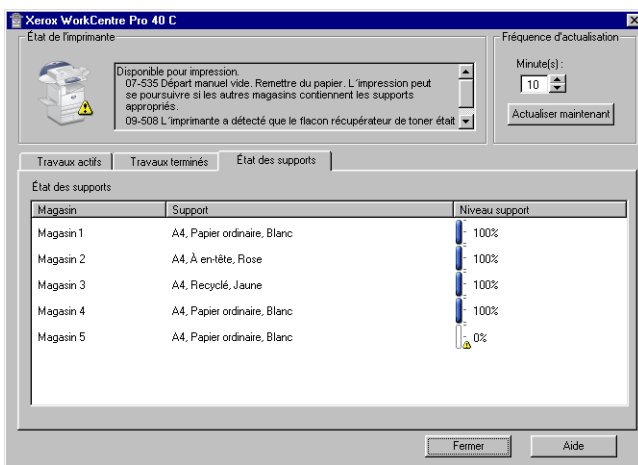 Xerox WorkCentre Pro 40 C
État de l'imprimante
Disponible pour impression.
07-535 Départ manuel vide. Remettre du papier. L´impression peut
se poursuivre si les autres magasins contiennent les supports
appropriés.
09-508 L´imprimante a détecté que le flacon récupérateur de toner était
Fréquence d'actualisation
Minute(s) :
10
Actualiser maintenant
Travaux actifs Travaux terminés État des supports
État des supports
Magasin Support Niveau support
Magasin 1 A4, Papier ordinaire, Blanc 100%
Magasin 2 A4, À en-tête, Rose 100%
Magasin 3 A4, Recyclé, Jaune 100%
Magasin 4 A4, Papier ordinaire, Blanc 100%
Magasin 5 A4, Papier ordinaire, Blanc 0%
Fermer Aide